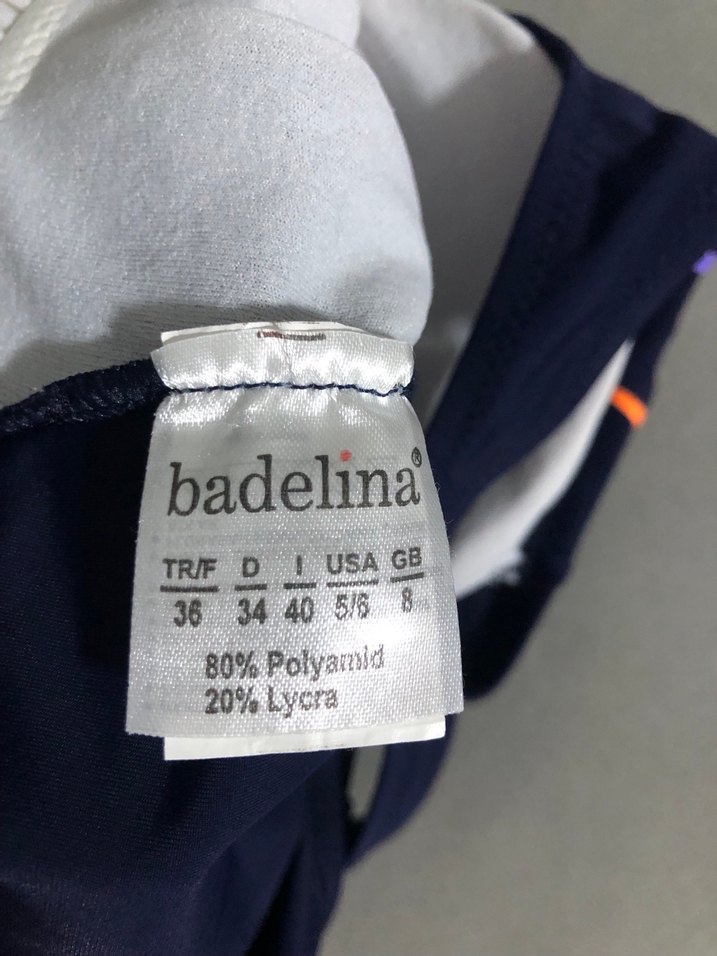 badelina®
TR/F D I USA GB
36 34 40 5/6 8
80% Polyamid
20% Lycra